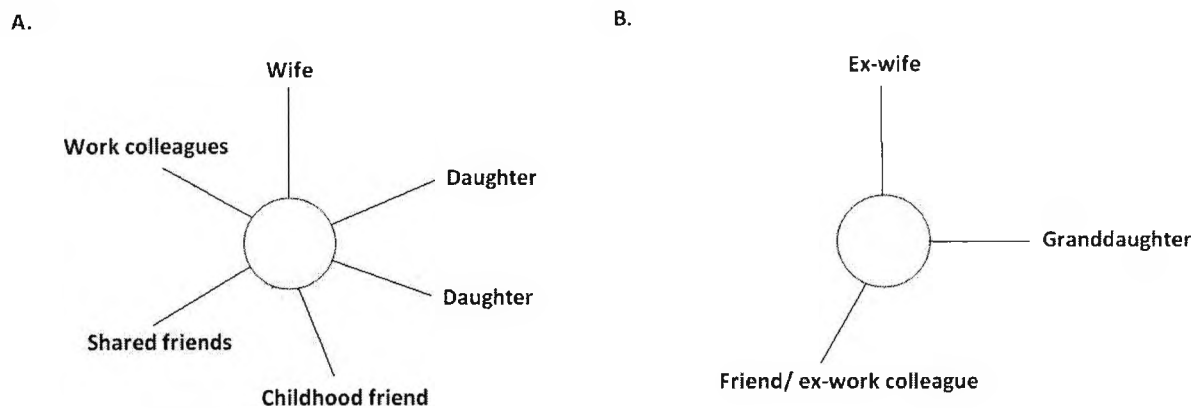 A.
Wife
Work colleagues
Daughter
Daughter
Shared friends
Childhood friend
B.
Ex-wife
Granddaughter
Friend/ ex-work colleague